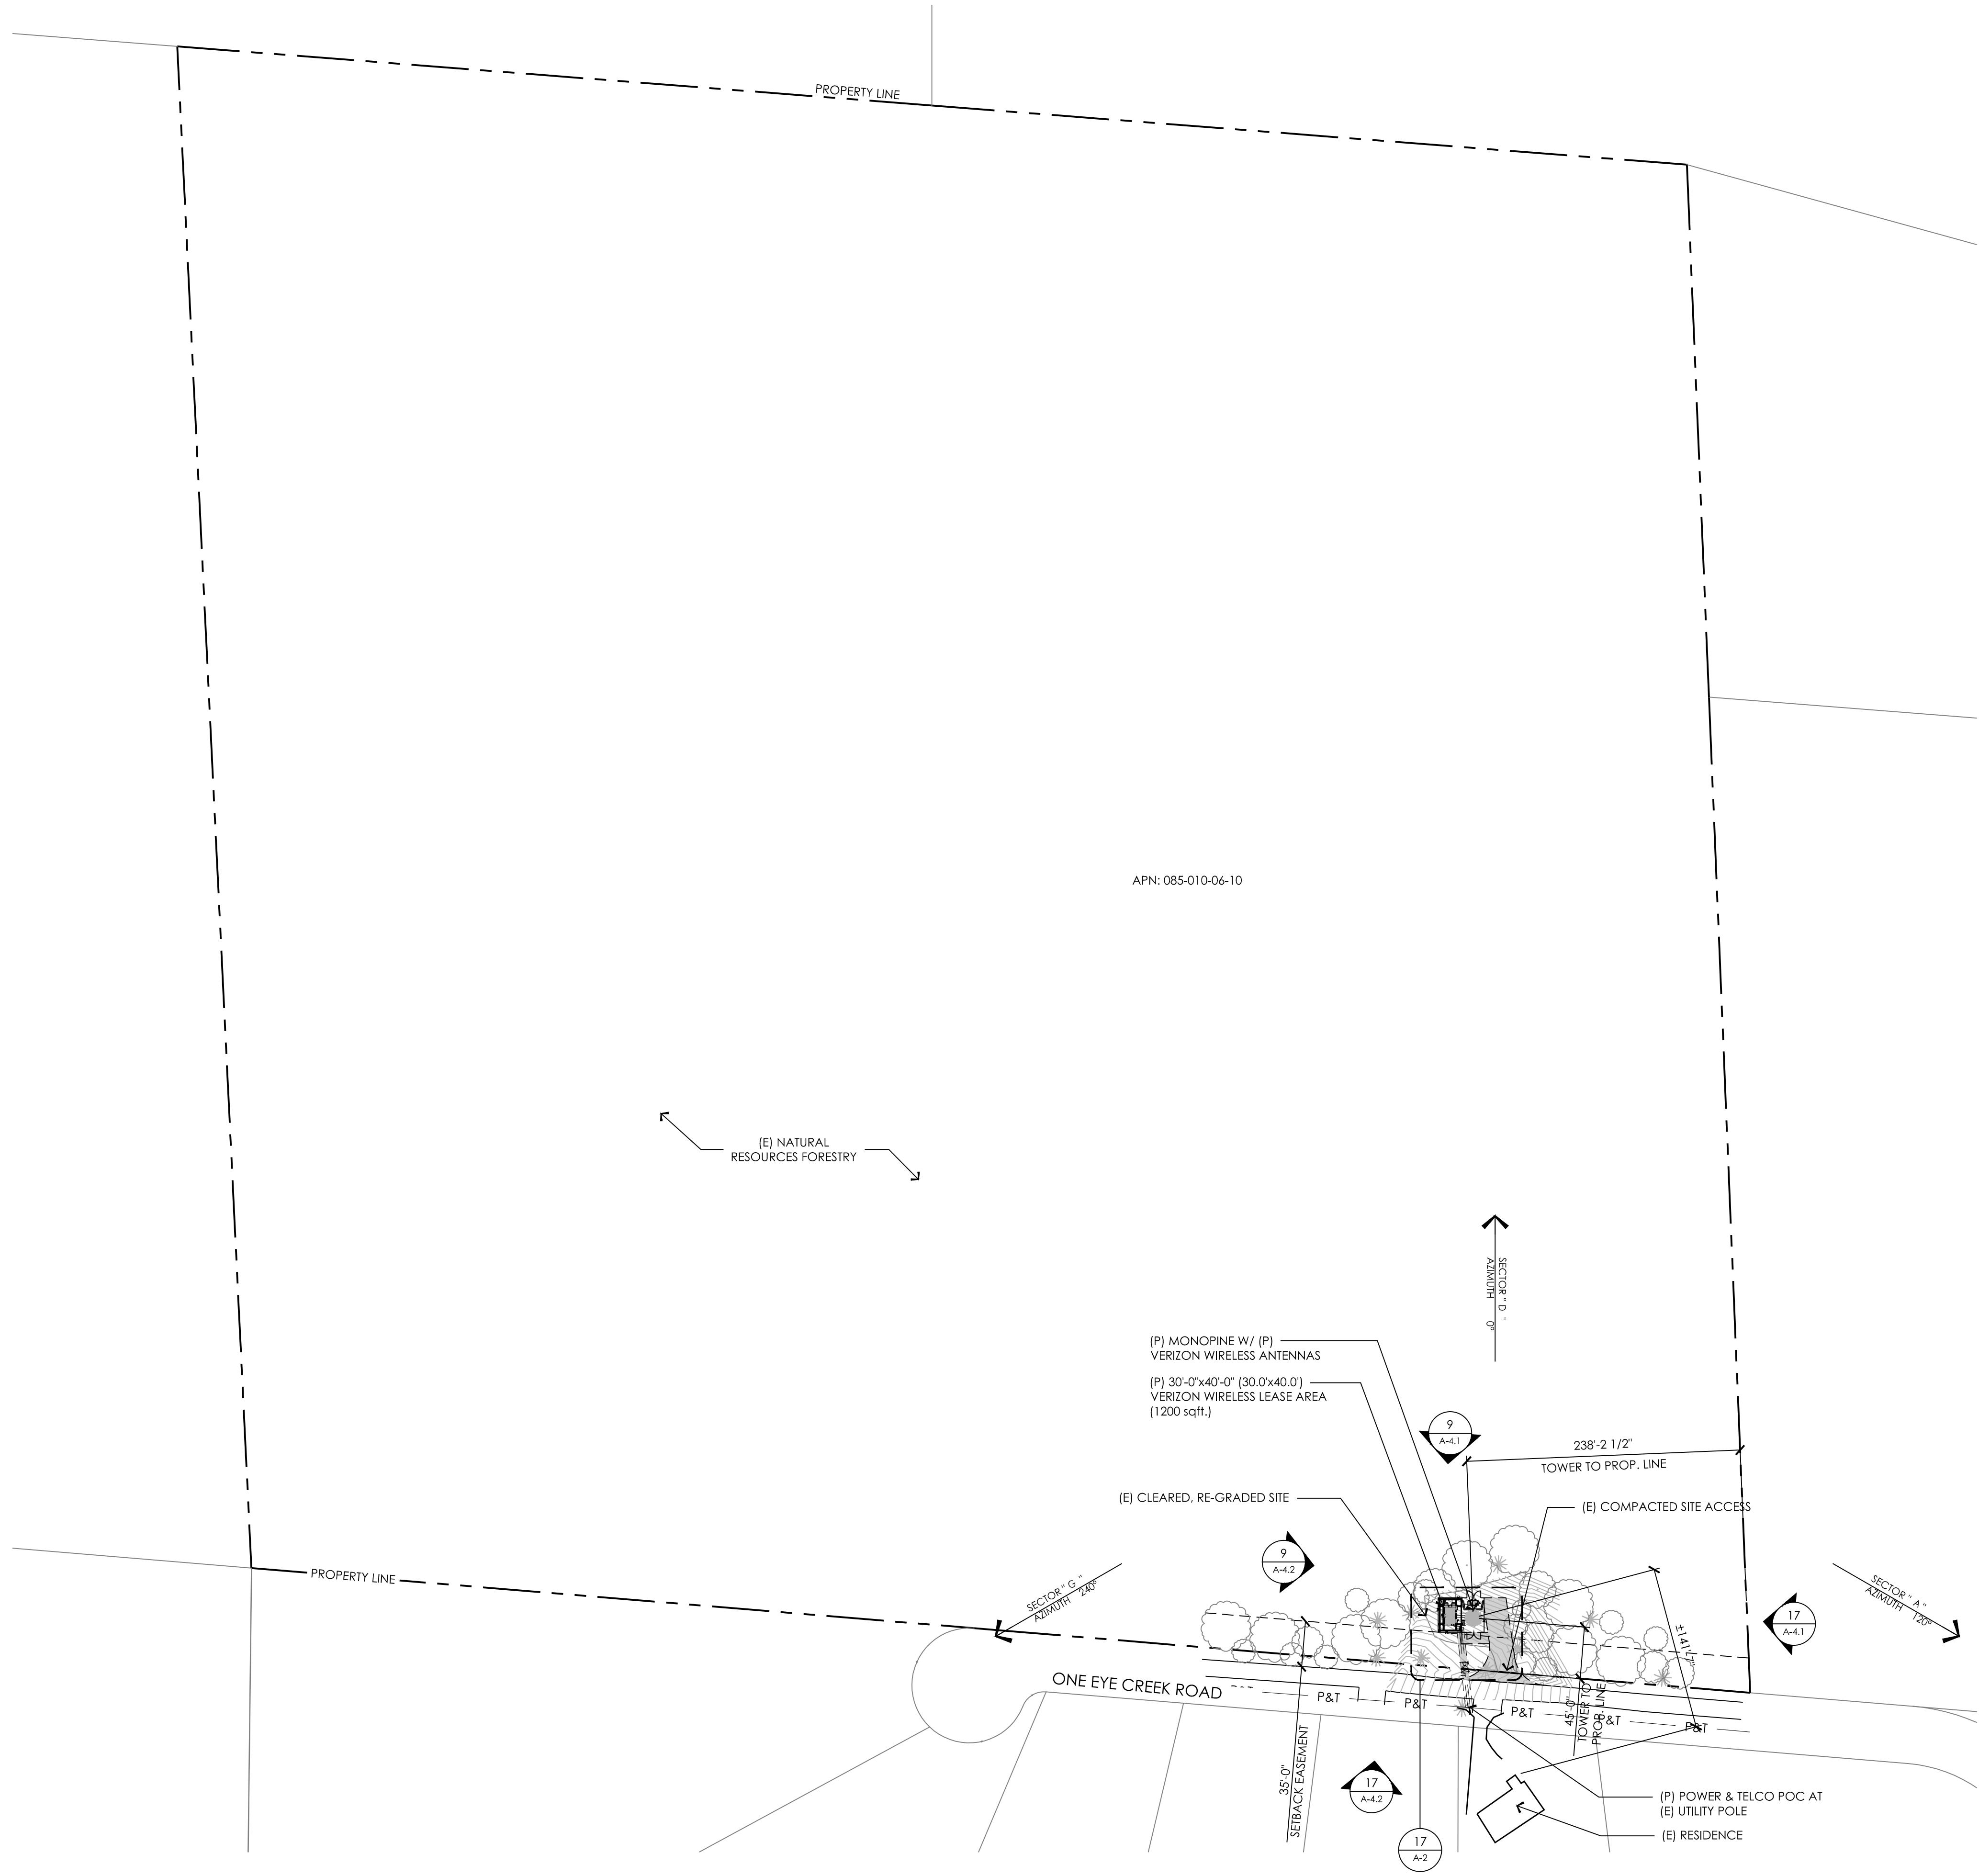 PROPERTY LINE
APN: 085-010-06-10
(E) NATURAL
RESOURCES FORESTRY
SECTOR " D "
AZIMUTH 0°
(P) MONOPINE W/ (P)
VERIZON WIRELESS ANTENNAS
(P) 30'-0"x40'-0" (30.0'x40.0')
VERIZON WIRELESS LEASE AREA
(1200 sqft.)
9
A-4.1
238'-2 1/2"
TOWER TO PROP. LINE
(E) CLEARED, RE-GRADED SITE
(E) COMPACTED SITE ACCESS
9
A-4.2
PROPERTY LINE
SECTOR " G "
AZIMUTH 240°
SECTOR " A "
AZIMUTH 120°
17
A-4.1
±141'-7"
ONE EYE CREEK ROAD
P&T
P&T
P&T
P&T
P&T
45'-0"
TOWER TO
PROP. LINE
35'-0"
SETBACK EASEMENT
17
A-4.2
(P) POWER & TELCO POC AT
(E) UTILITY POLE
(E) RESIDENCE
17
A-2